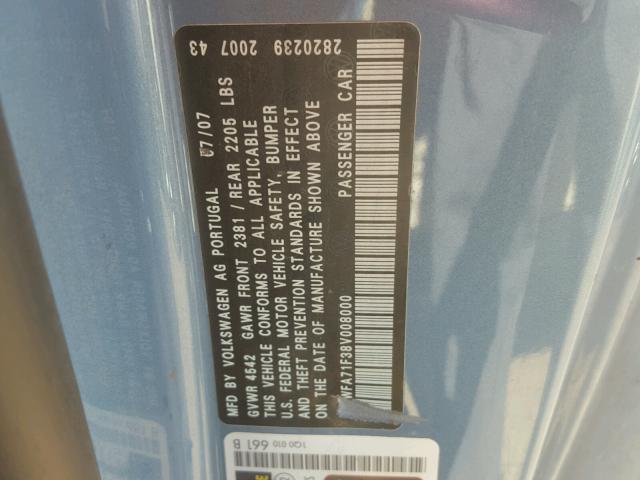 2007 43 2820239
MFD BY VOLKSWAGEN AG PORTUGAL 07/07
GVWR 4542 GAWR FRONT 2381/REAR 2205 LBS
THIS VEHICLE CONFORMS TO ALL APPLICABLE
U.S. FEDERAL MOTOR VEHICLE SAFETY, BUMPER
AND THEFT PREVENTION STANDARDS IN EFFECT
ON THE DATE OF MANUFACTURE SHOWN ABOVE
PASSENGER CAR
FA71F38V008000
1Q0 010 661 B